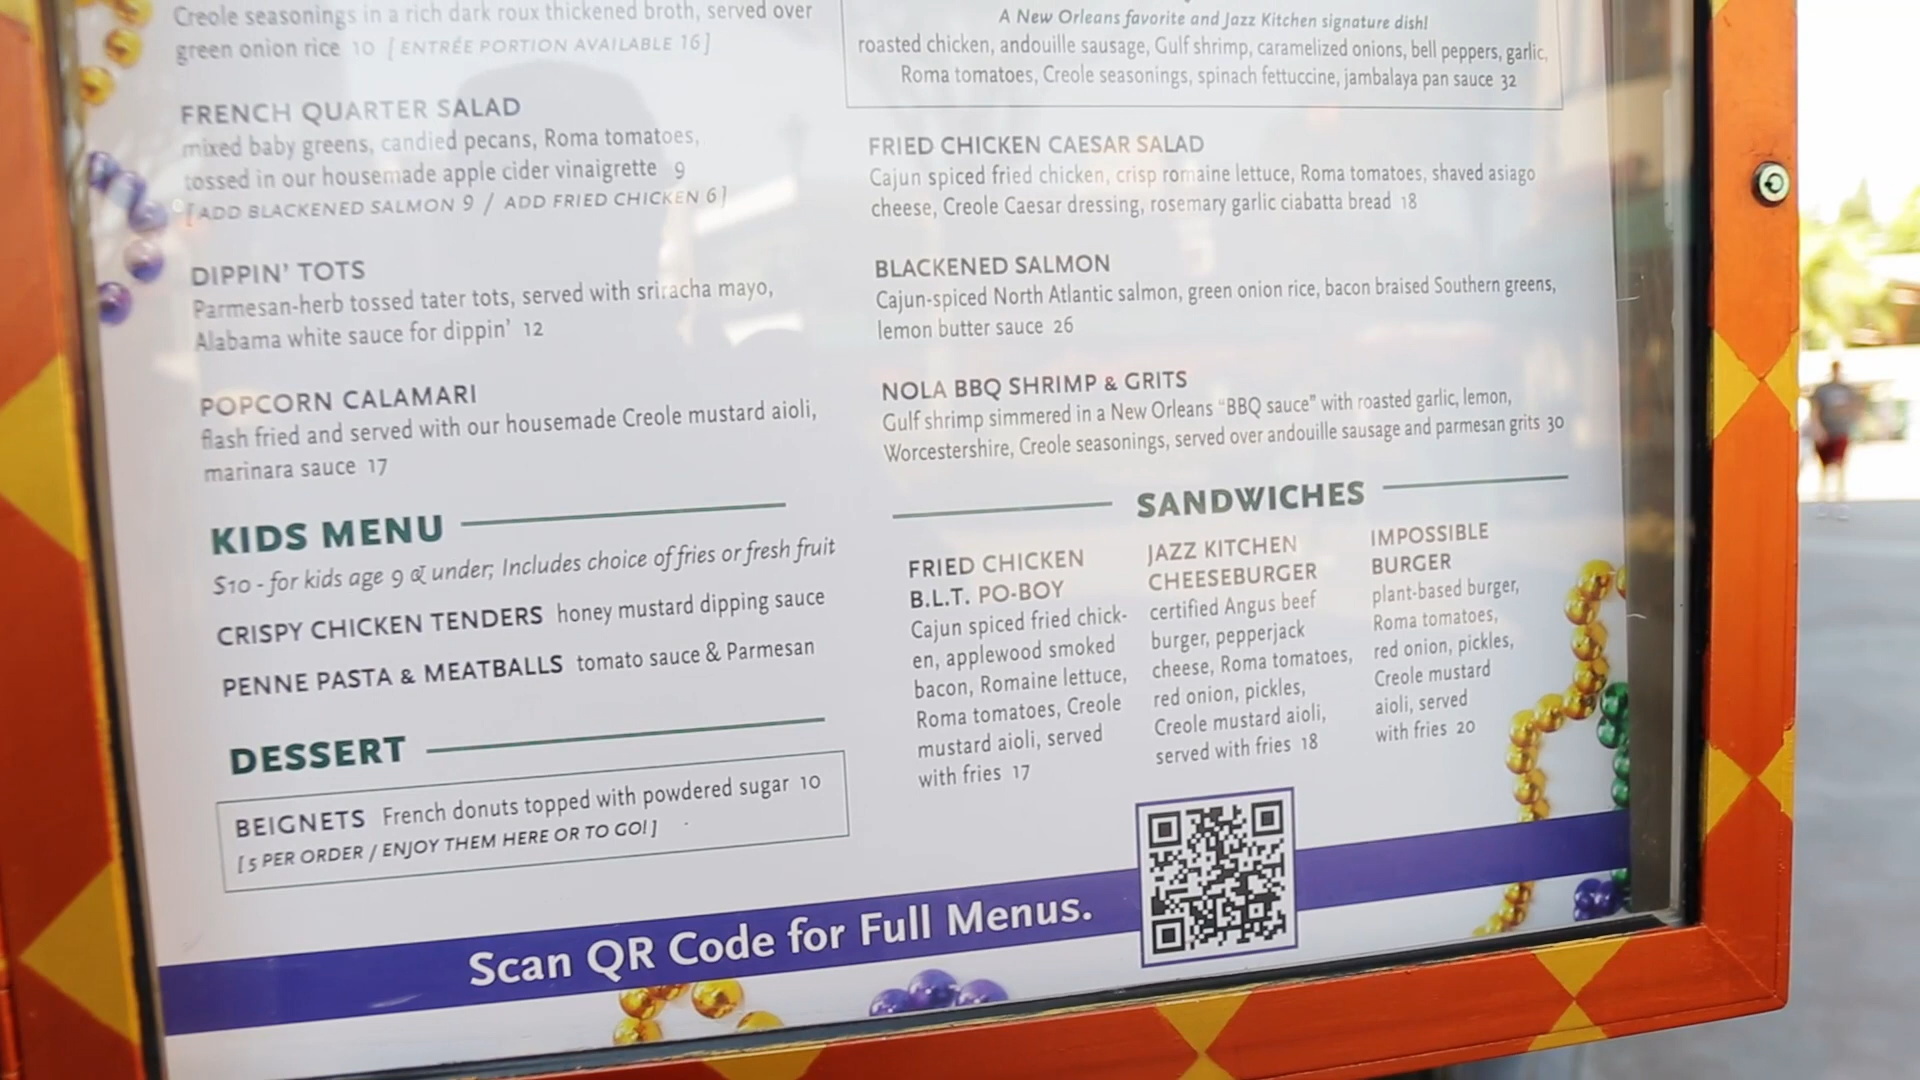 Creole seasonings in a rich dark roux thickened broth, served over
green onion rice 10 [ ENTRÉE PORTION AVAILABLE 16 ]
FRENCH QUARTER SALAD
mixed baby greens, candied pecans, Roma tomatoes,
tossed in our housemade apple cider vinaigrette 9
[ ADD BLACKENED SALMON 9 / ADD FRIED CHICKEN 6 ]
DIPPIN' TOTS
Parmesan-herb tossed tater tots, served with sriracha mayo,
Alabama white sauce for dippin' 12
POPCORN CALAMARI
flash fried and served with our housemade Creole mustard aioli,
marinara sauce 17
KIDS MENU
$10 - for kids age 9 & under; Includes choice of fries or fresh fruit
CRISPY CHICKEN TENDERS honey mustard dipping sauce
PENNE PASTA & MEATBALLS tomato sauce & Parmesan
DESSERT
BEIGNETS French donuts topped with powdered sugar 10
[ 5 PER ORDER / ENJOY THEM HERE OR TO GO! ]
A New Orleans favorite and Jazz Kitchen signature dish!
roasted chicken, andouille sausage, Gulf shrimp, caramelized onions, bell peppers, garlic,
Roma tomatoes, Creole seasonings, spinach fettuccine, jambalaya pan sauce 32
FRIED CHICKEN CAESAR SALAD
Cajun spiced fried chicken, crisp romaine lettuce, Roma tomatoes, shaved asiago
cheese, Creole Caesar dressing, rosemary garlic ciabatta bread 18
BLACKENED SALMON
Cajun-spiced North Atlantic salmon, green onion rice, bacon braised Southern greens,
lemon butter sauce 26
NOLA BBQ SHRIMP & GRITS
Gulf shrimp simmered in a New Orleans "BBQ sauce" with roasted garlic, lemon,
Worcestershire, Creole seasonings, served over andouille sausage and parmesan grits 30
SANDWICHES
FRIED CHICKEN
B.L.T. PO-BOY
Cajun spiced fried chick-
en, applewood smoked
bacon, Romaine lettuce,
Roma tomatoes, Creole
mustard aioli, served
with fries 17
JAZZ KITCHEN
CHEESEBURGER
certified Angus beef
burger, pepperjack
cheese, Roma tomatoes,
red onion, pickles,
Creole mustard aioli,
served with fries 18
IMPOSSIBLE
BURGER
plant-based burger,
Roma tomatoes,
red onion, pickles,
Creole mustard
aioli, served
with fries 20
Scan QR Code for Full Menus.